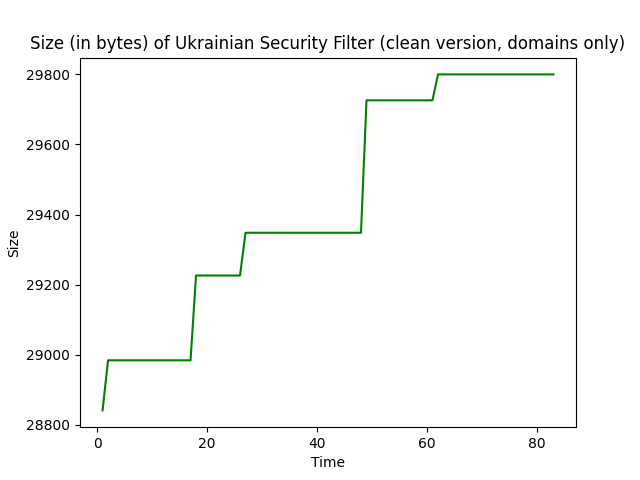 Size (in bytes) of Ukrainian Security Filter (clean version, domains only)
29800
29600
29400
29200
29000
28800
Size
0 20 40 60 80
Time